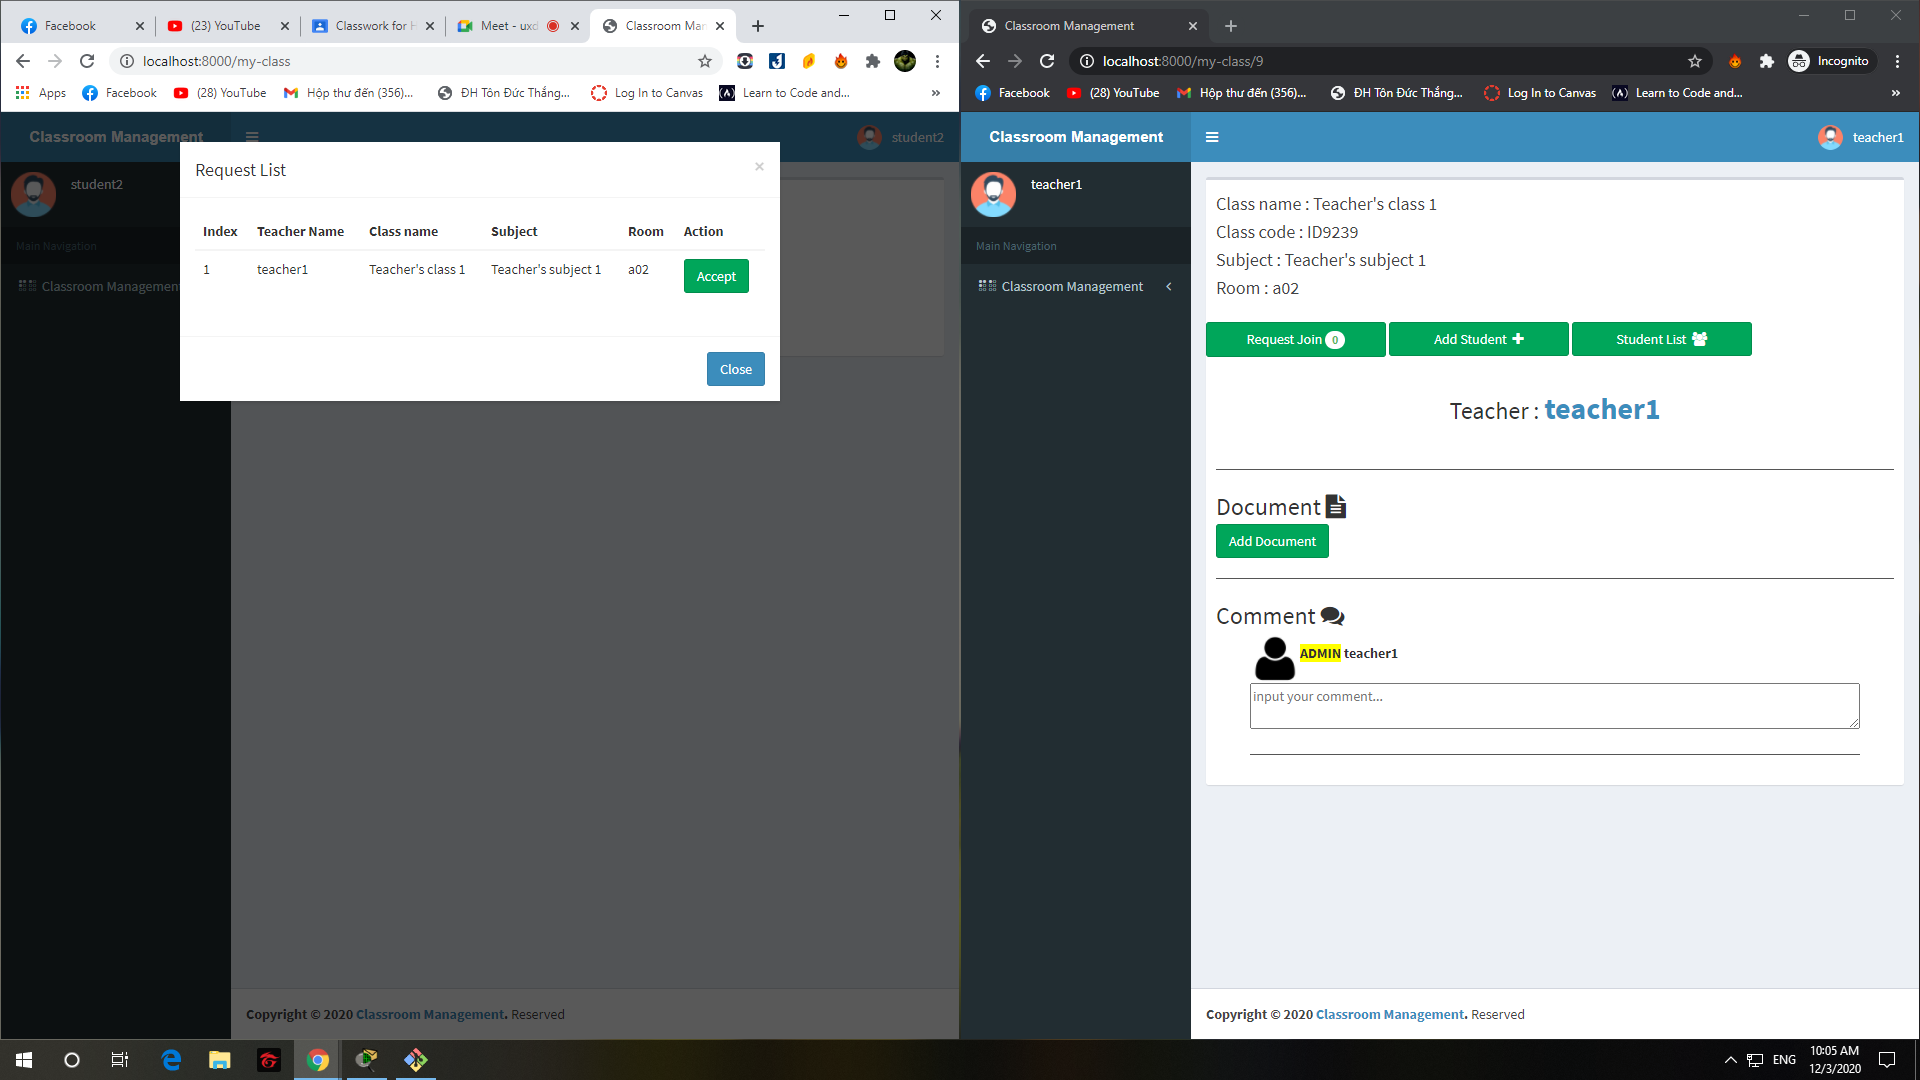 Facebook
(23) YouTube
Classwork for H
Meet - uxd
Classroom Man
localhost:8000/my-class
Apps
Facebook
(28) YouTube
Hộp thư đến (356)...
ĐH Tôn Đức Thắng...
Log In to Canvas
Learn to Code and...
»
Classroom Management
student2
student2
Main Navigation
Classroom Management
Request List
×
Index Teacher Name Class name Subject Room Action
1 teacher1 Teacher's class 1 Teacher's subject 1 a02 Accept
Close
Copyright © 2020 Classroom Management. Reserved
Classroom Management
localhost:8000/my-class/9
Incognito
Facebook
(28) YouTube
Hộp thư đến (356)...
ĐH Tôn Đức Thắng...
Log In to Canvas
Learn to Code and...
»
Classroom Management
teacher1
teacher1
Main Navigation
Classroom Management
Class name : Teacher's class 1
Class code : ID9239
Subject : Teacher's subject 1
Room : a02
Request Join 0
Add Student
Student List
Teacher : teacher1
Document
Add Document
Comment
ADMIN teacher1
input your comment...
Copyright © 2020 Classroom Management. Reserved
ENG
10:05 AM
12/3/2020